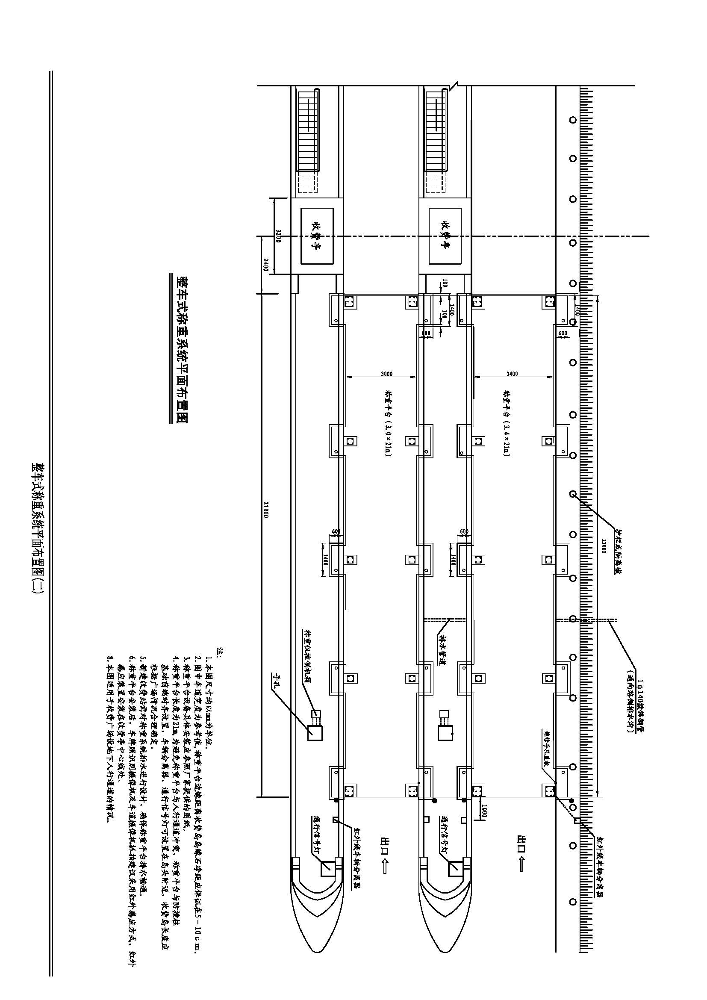 1φ140镀锌钢管
(通向路侧排水沟)
护栏或隔离墩
21000
红外线车辆分离器
1400
600
维修手孔盖板
出口
3400
称重平台(3.4×21m)
1000
收费亭
100
1400
100
600
600
1400
排水管道
通行信号灯
3000
称重平台(3.0×21m)
出口
红外线车辆分离器
收费亭
600
1400
称重仪控制机箱
通行信号灯
3200
手孔
2400
21000
整车式称重系统平面布置图
注:
1.本图尺寸均以mm为单位。
2.图中车道宽度为参考值,称重平台边缘距离收费岛岛缘石净距应保证在5-10cm.
3.称重平台设备具体安装应参照厂家提供的图纸。
4.称重平台长度为21m,为避免称重平台与人行通道冲突,称重平台与防撞柱
基础前端对齐设置,车辆分离器、通行信号灯可设置在岛头附近,收费岛长度应
根据广场情况合理确定。
5.新建收费站需对称重系统排水进行设计,确保称重平台排水畅通。
6.称重平台安装后,车牌照识别摄像机及车道摄像机抓拍建议采用红外感应方式,红外
感应装置安装在收费亭中心线处。
8.本图适用于收费广场设地下人行通道的情况。
整车式称重系统平面布置图(二)